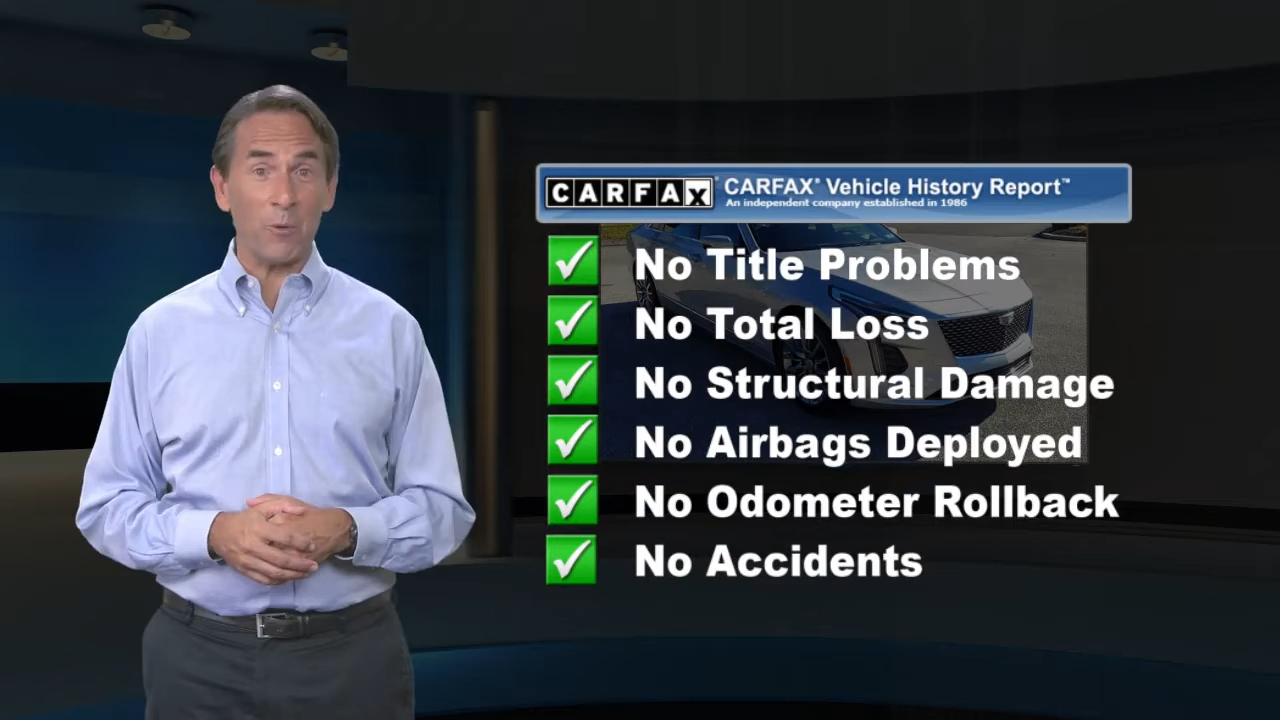 CARFAX® CARFAX® Vehicle History Report™
An independent company established in 1986
No Title Problems
No Total Loss
No Structural Damage
No Airbags Deployed
No Odometer Rollback
No Accidents